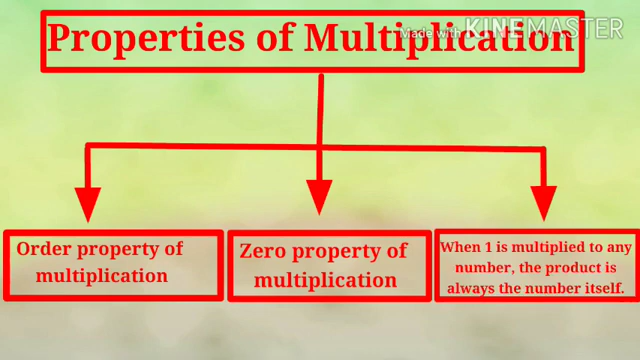 Properties of Multiplication
Made with KINEMASTER
Order property of
multiplication
Zero property of
multiplication
When 1 is multiplied to any
number, the product is
always the number itself.